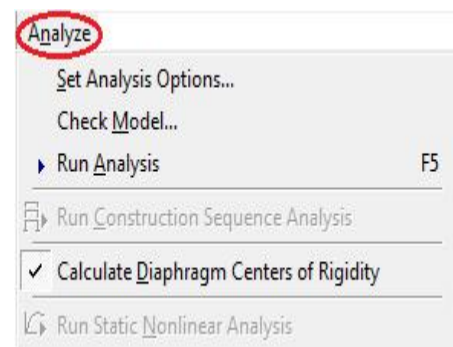 Analyze
Set Analysis Options...
Check Model...
Run Analysis F5
Run Construction Sequence Analysis
Calculate Diaphragm Centers of Rigidity
Run Static Nonlinear Analysis